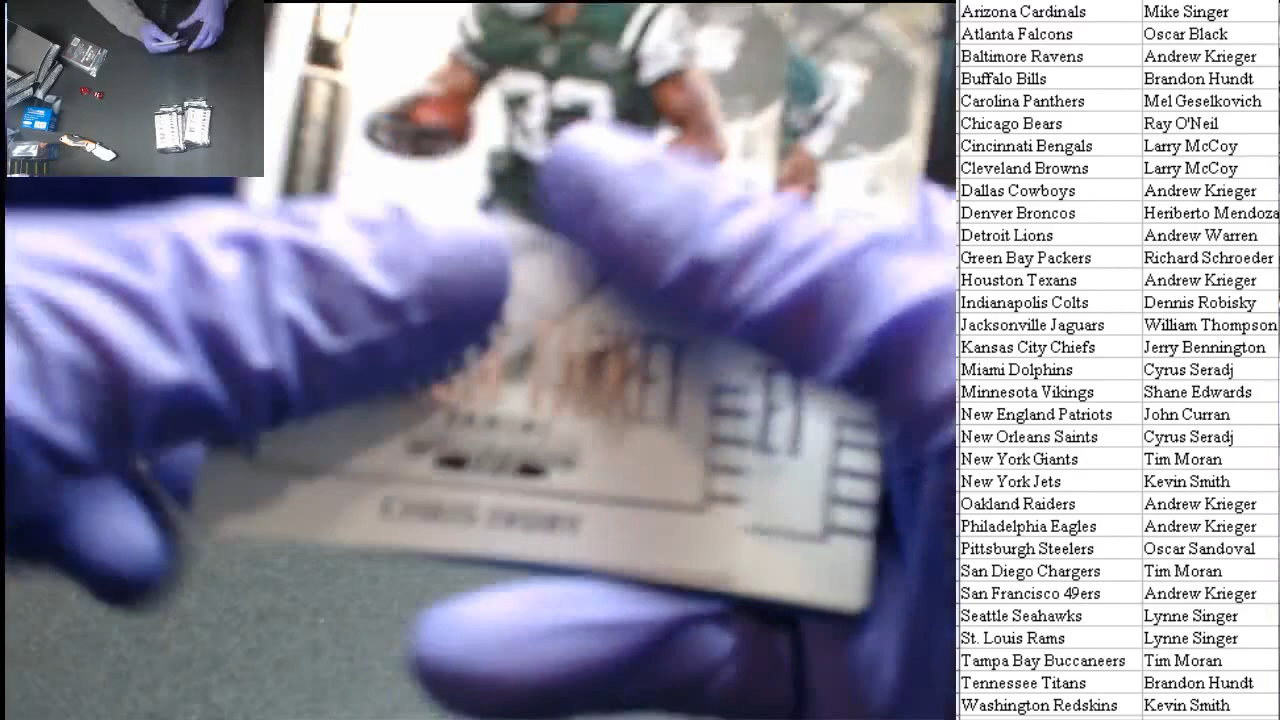 Arizona Cardinals Mike Singer
Atlanta Falcons Oscar Black
Baltimore Ravens Andrew Krieger
Buffalo Bills Brandon Hundt
Carolina Panthers Mel Geselkovich
Chicago Bears Ray O'Neil
Cincinnati Bengals Larry McCoy
Cleveland Browns Larry McCoy
Dallas Cowboys Andrew Krieger
Denver Broncos Heriberto Mendoza
Detroit Lions Andrew Warren
Green Bay Packers Richard Schroeder
Houston Texans Andrew Krieger
Indianapolis Colts Dennis Robisky
Jacksonville Jaguars William Thompson
Kansas City Chiefs Jerry Bennington
Miami Dolphins Cyrus Seradj
Minnesota Vikings Shane Edwards
New England Patriots John Curran
New Orleans Saints Cyrus Seradj
New York Giants Tim Moran
New York Jets Kevin Smith
Oakland Raiders Andrew Krieger
Philadelphia Eagles Andrew Krieger
Pittsburgh Steelers Oscar Sandoval
San Diego Chargers Tim Moran
San Francisco 49ers Andrew Krieger
Seattle Seahawks Lynne Singer
St. Louis Rams Lynne Singer
Tampa Bay Buccaneers Tim Moran
Tennessee Titans Brandon Hundt
Washington Redskins Kevin Smith
CHRIS IVORY